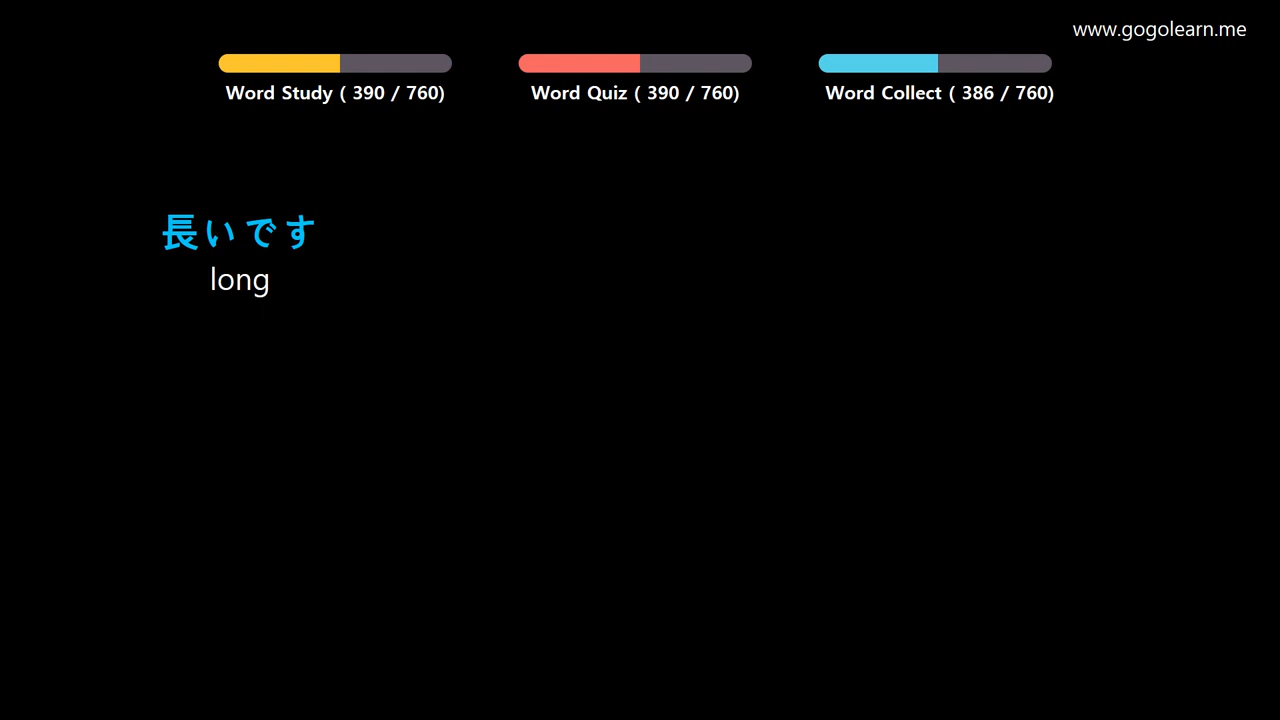 www.gogolearn.me
Word Study ( 390 / 760)
Word Quiz ( 390 / 760)
Word Collect ( 386 / 760)
長いです
long